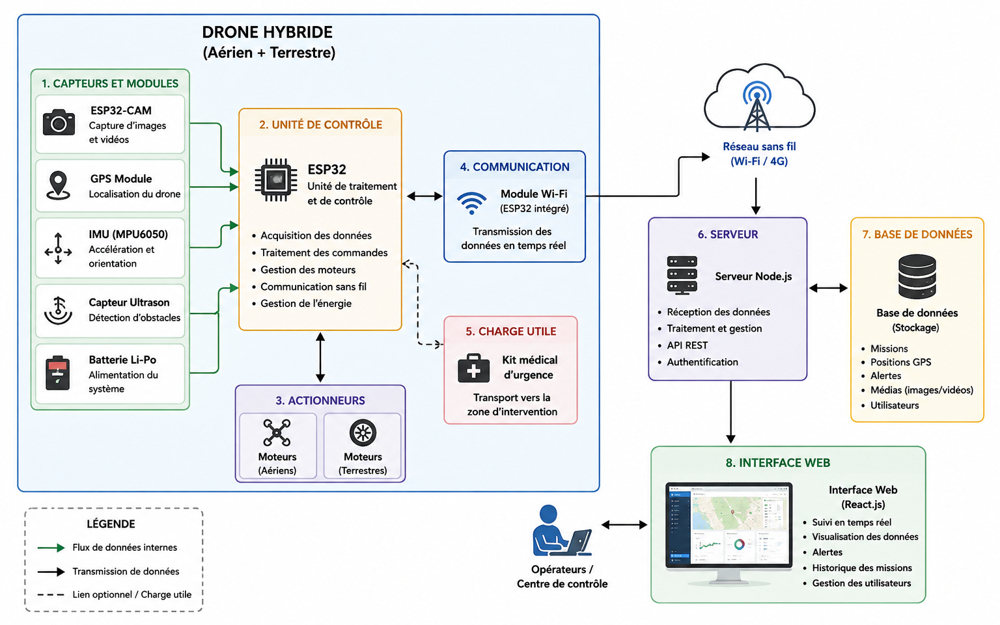 DRONE HYBRIDE
(Aérien + Terrestre)
1. CAPTEURS ET MODULES
ESP32-CAM
Capture d'images
et vidéos
GPS Module
Localisation du drone
IMU (MPU6050)
Accélération et
orientation
Capteur Ultrason
Détection d'obstacles
Batterie Li-Po
Alimentation du
système
2. UNITÉ DE CONTRÔLE
ESP32
Unité de traitement
et de contrôle
• Acquisition des données
• Traitement des commandes
• Gestion des moteurs
• Communication sans fil
• Gestion de l'énergie
3. ACTIONNEURS
Moteurs
(Aériens)
Moteurs
(Terrestres)
4. COMMUNICATION
Module Wi-Fi
(ESP32 intégré)
Transmission des
données en temps réel
5. CHARGE UTILE
Kit médical
d'urgence
Transport vers la
zone d'intervention
Réseau sans fil
(Wi-Fi / 4G)
6. SERVEUR
Serveur Node.js
• Réception des données
• Traitement et gestion
• API REST
• Authentification
7. BASE DE DONNÉES
Base de données
(Stockage)
• Missions
• Positions GPS
• Alertes
• Médias (images/vidéos)
• Utilisateurs
8. INTERFACE WEB
Interface Web
(React.js)
• Suivi en temps réel
• Visualisation des données
• Alertes
• Historique des missions
• Gestion des utilisateurs
Opérateurs /
Centre de contrôle
LÉGENDE
Flux de données internes
Transmission de données
Lien optionnel / Charge utile